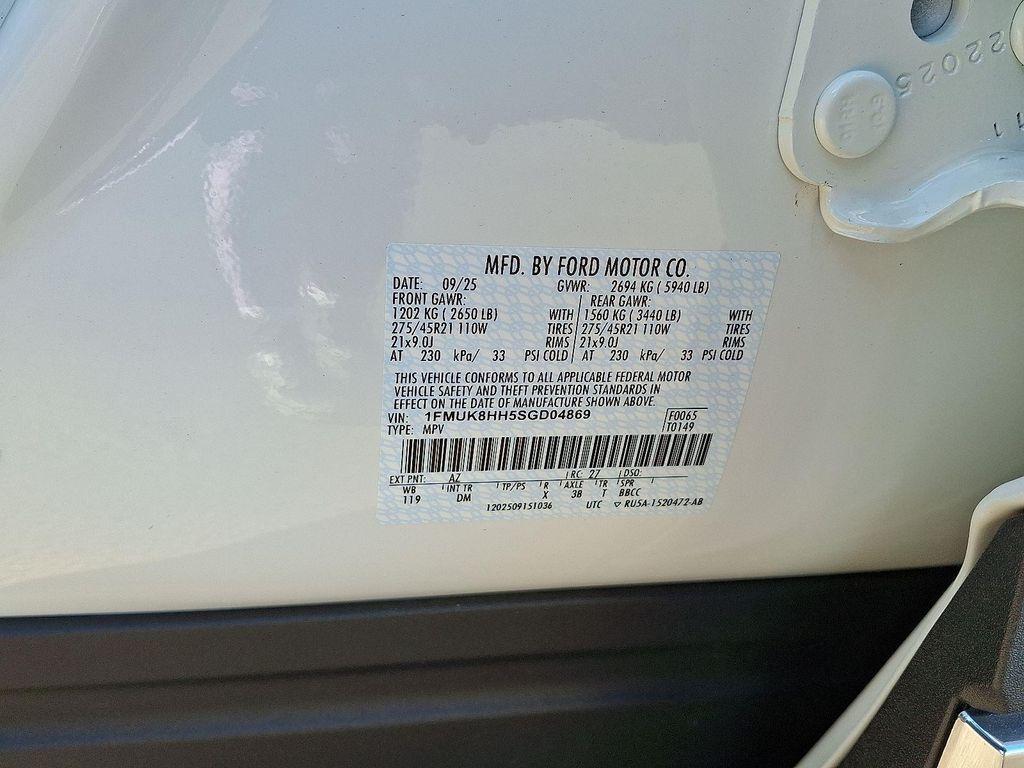 22025
11
MFD. BY FORD MOTOR CO.
DATE: 09/25 GVWR: 2694 KG ( 5940 LB)
FRONT GAWR: REAR GAWR:
1202 KG ( 2650 LB) WITH 1560 KG ( 3440 LB) WITH
275/45R21 110W TIRES 275/45R21 110W TIRES
21x9.0J RIMS 21x9.0J RIMS
AT 230 kPa/ 33 PSI COLD AT 230 kPa/ 33 PSI COLD
THIS VEHICLE CONFORMS TO ALL APPLICABLE FEDERAL MOTOR
VEHICLE SAFETY AND THEFT PREVENTION STANDARDS IN
EFFECT ON THE DATE OF MANUFACTURE SHOWN ABOVE.
VIN: 1FMUK8HH5SGD04869 F0065
TYPE: MPV T0149
EXT PNT: AZ RC: 27 DSO:
WB INT TR TP/PS R AXLE TR SPR
119 DM X 3B T BBCC
1202509151036 UTC ▽ RU5A-1520472-AB